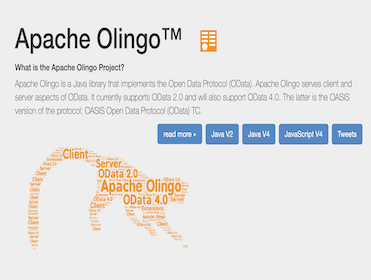 Apache Olingo™
What is the Apache Olingo Project?
Apache Olingo is a Java library that implements the Open Data Protocol (OData). Apache Olingo serves client and
server aspects of OData. It currently supports OData 2.0 and will also support OData 4.0. The latter is the OASIS
version of the protocol: OASIS Open Data Protocol (OData) TC.
read more » Java V2 Java V4 JavaScript V4 Tweets
Client
Server
OData 2.0
Apache Olingo
OData 4.0
Extensions